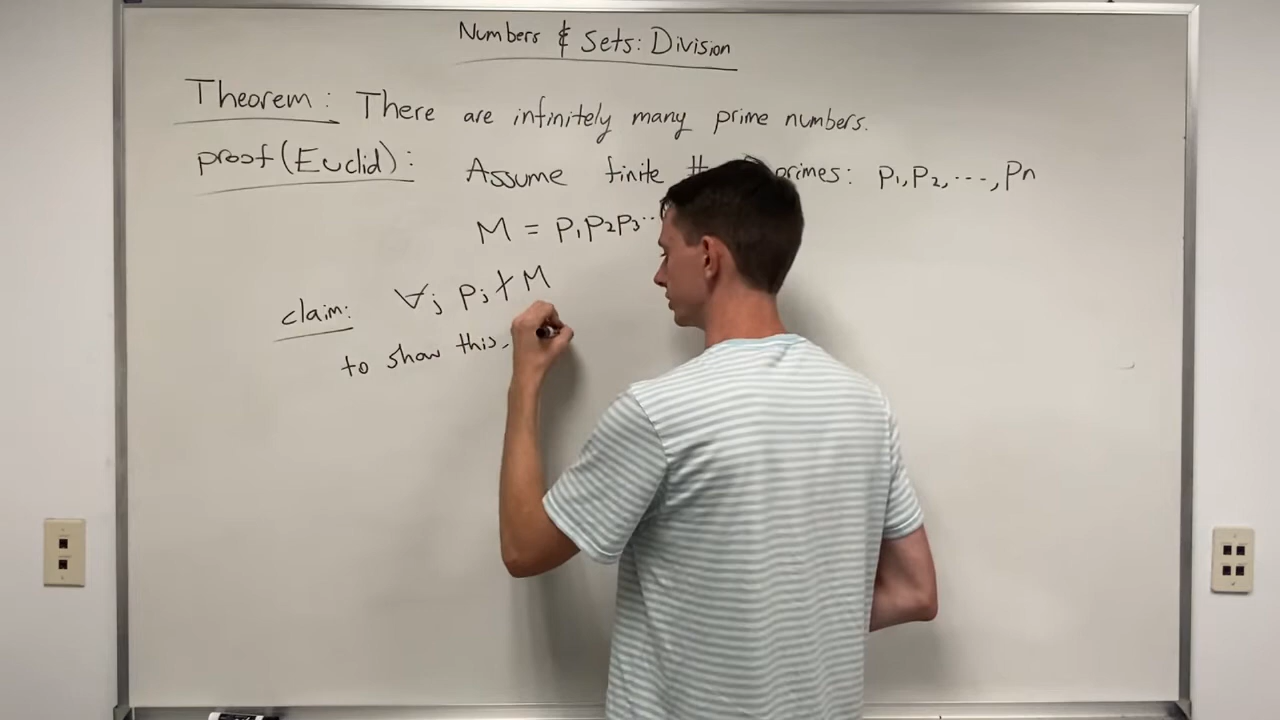 Numbers & Sets: Division
Theorem: There are infinitely many prime numbers.
proof (Euclid): Assume finite # primes: p₁, p₂, ..., pₙ
M = p₁p₂p₃...
claim: ∀j pⱼ ∤ M
to show this,